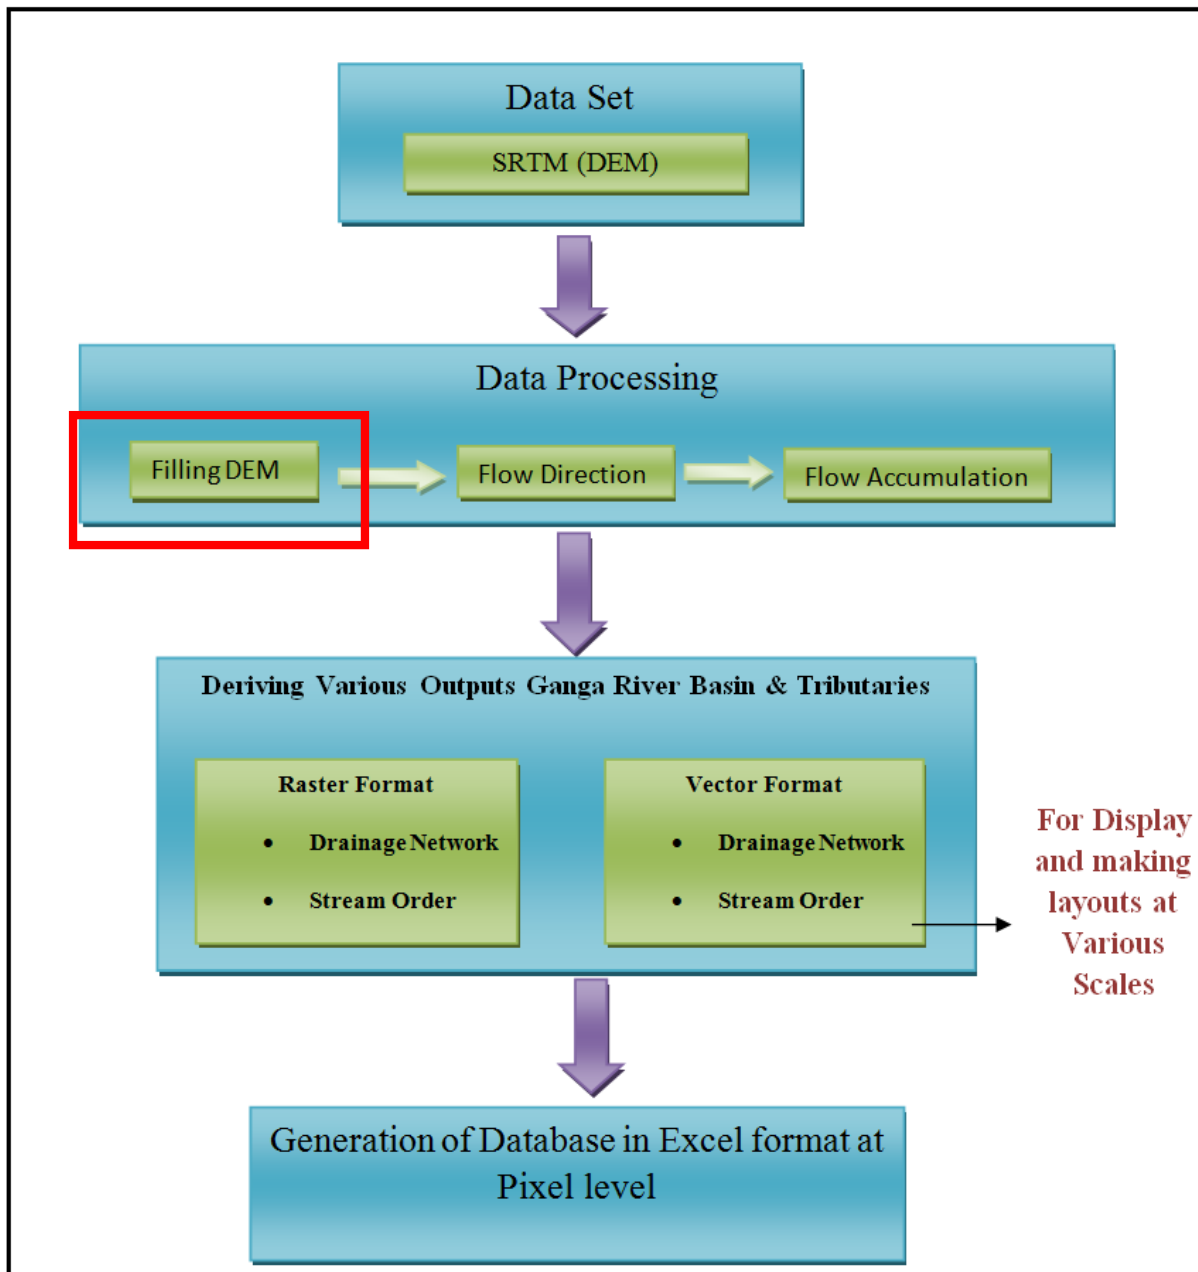 Data Set
SRTM (DEM)
Data Processing
Filling DEM
Flow Direction
Flow Accumulation
Deriving Various Outputs Ganga River Basin & Tributaries
Raster Format
• Drainage Network
• Stream Order
Vector Format
• Drainage Network
• Stream Order
For Display
and making
layouts at
Various
Scales
Generation of Database in Excel format at
Pixel level